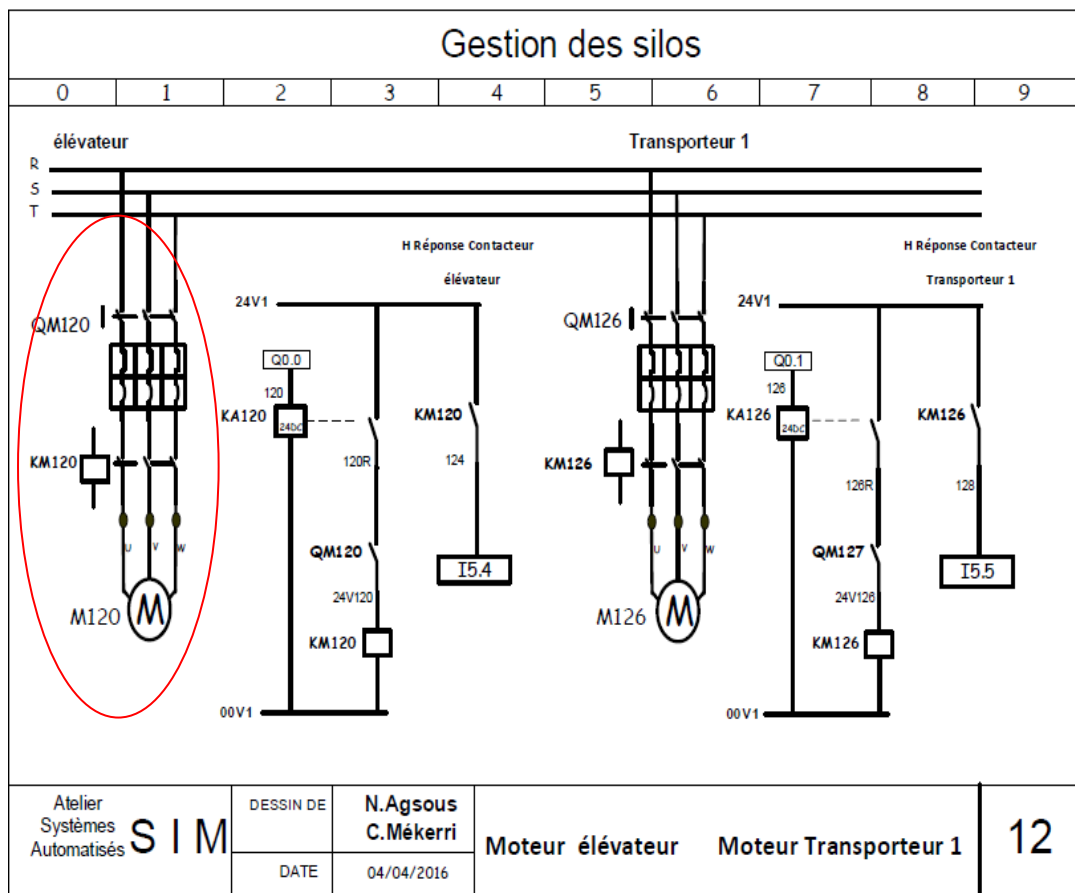 Gestion des silos
0 1 2 3 4 5 6 7 8 9
élévateur
Transporteur 1
R
S
T
H Réponse Contacteur
élévateur
H Réponse Contacteur
Transporteur 1
24V1
24V1
QM120
QM126
Q0.0
Q0.1
120
126
KA120
24DC
KM120
KA126
24DC
KM126
KM120
120R
124
KM126
126R
128
U V W
U V W
QM120
I5.4
QM127
I5.5
M120
M
24V120
M126
M
24V126
KM120
KM126
00V1
00V1
Atelier
Systèmes
Automatisés
S I M
DESSIN DE
N.Agsous
C.Mékerri
DATE
04/04/2016
Moteur élévateur
Moteur Transporteur 1
12